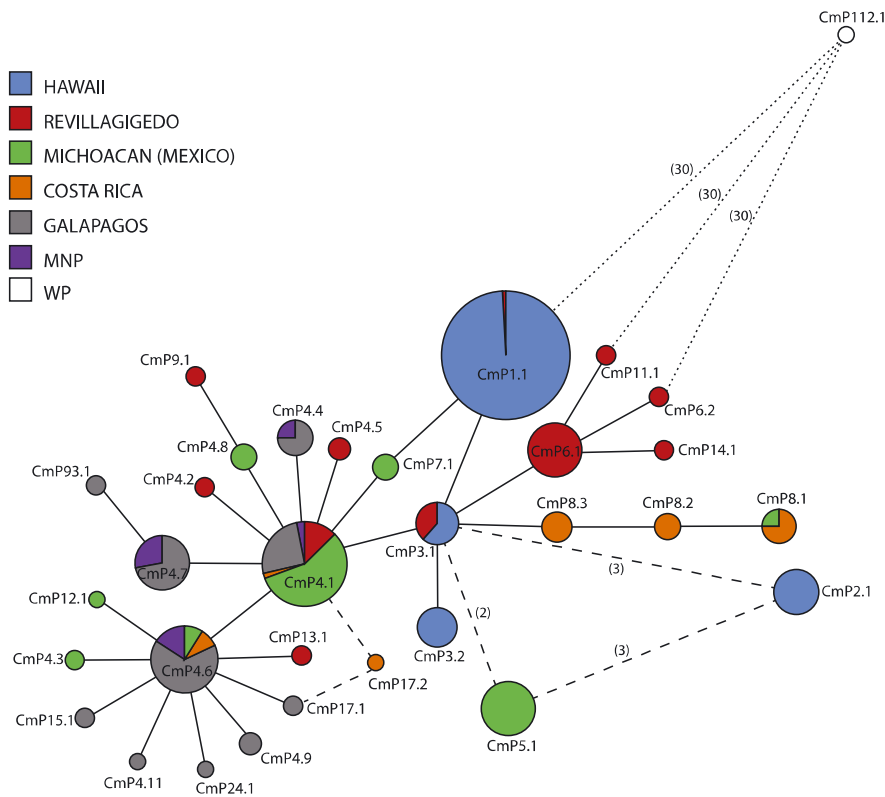 CmP112.1
HAWAII
REVILLAGIGEDO
MICHOACAN (MEXICO)
COSTA RICA
GALAPAGOS
MNP
WP
(30)
(30)
(30)
CmP9.1
CmP1.1
CmP11.1
CmP6.2
CmP4.4
CmP4.5
CmP4.8
CmP7.1
CmP6.1
CmP14.1
CmP93.1
CmP4.2
CmP8.3
CmP8.2
CmP8.1
CmP3.1
CmP4.7
CmP4.1
(3)
CmP2.1
CmP12.1
(2)
CmP3.2
CmP13.1
(3)
CmP4.3
CmP4.6
CmP17.2
CmP17.1
CmP15.1
CmP5.1
CmP4.9
CmP4.11
CmP24.1